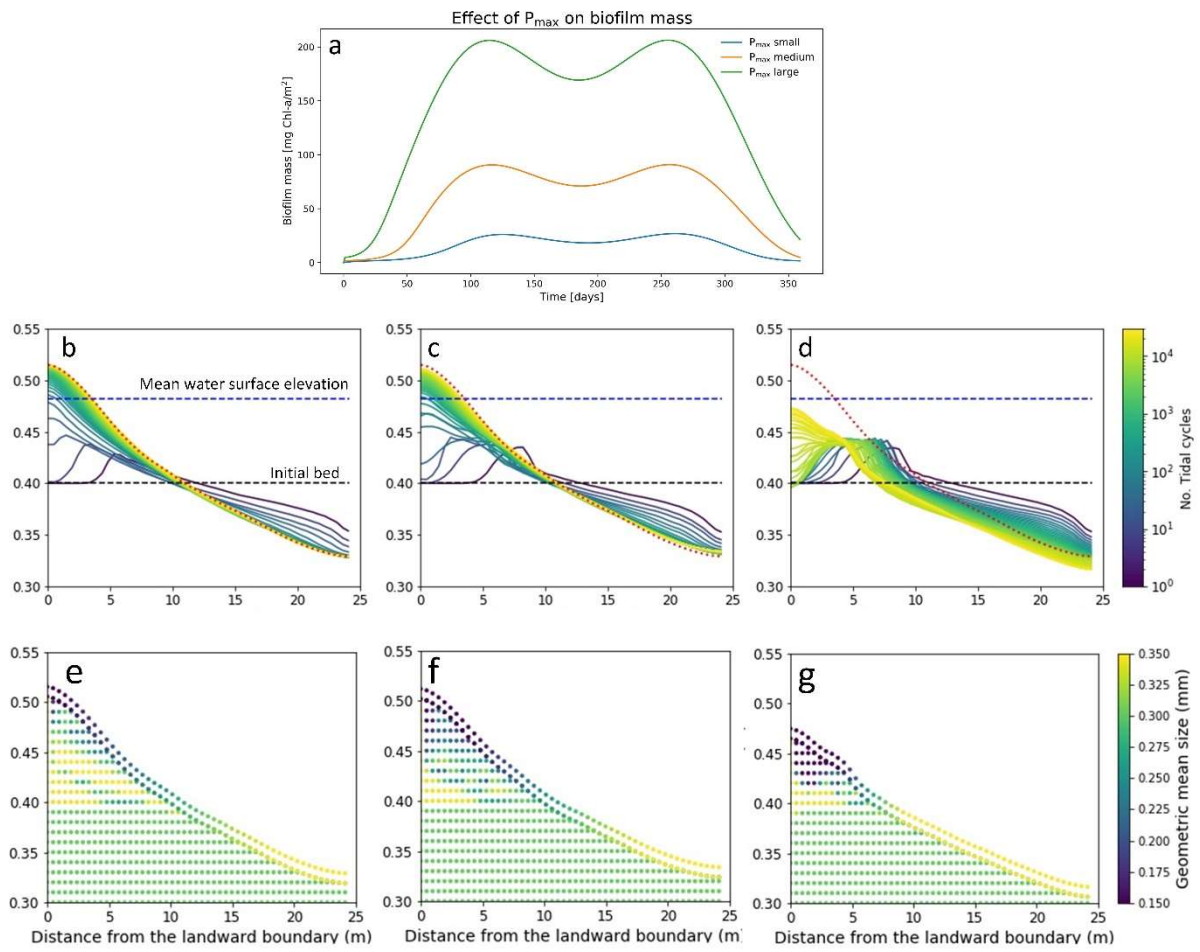 Effect of Pmax on biofilm mass
a
Pmax small
Pmax medium
Pmax large
Biofilm mass [mg Chl-a/m²]
200
150
100
50
0
0 50 100 150 200 250 300 350
Time [days]
b
Mean water surface elevation
Initial bed
0.55
0.50
0.45
0.40
0.35
0.30
0 5 10 15 20 25
c
0.55
0.50
0.45
0.40
0.35
0.30
0 5 10 15 20 25
d
0.55
0.50
0.45
0.40
0.35
0.30
0 5 10 15 20 25
10⁴
10³
10²
10¹
10⁰
No. Tidal cycles
e
0.55
0.50
0.45
0.40
0.35
0.30
0 5 10 15 20 25
Distance from the landward boundary (m)
f
0.55
0.50
0.45
0.40
0.35
0.30
0 5 10 15 20 25
Distance from the landward boundary (m)
g
0.55
0.50
0.45
0.40
0.35
0.30
0 5 10 15 20 25
Distance from the landward boundary (m)
0.350
0.325
0.300
0.275
0.250
0.225
0.200
0.175
0.150
Geometric mean size (mm)